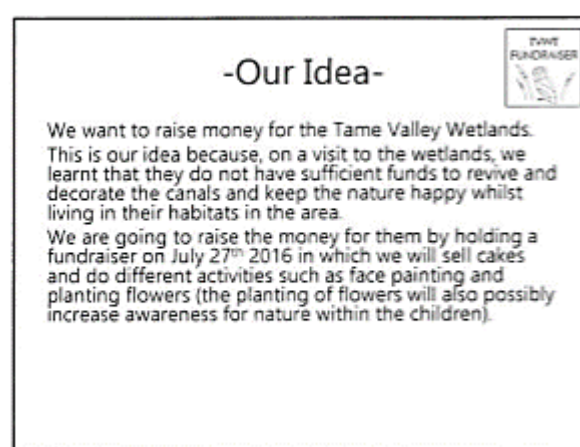 -Our Idea-
TVWT
FUNDRAISER
We want to raise money for the Tame Valley Wetlands.
This is our idea because, on a visit to the wetlands, we
learnt that they do not have sufficient funds to revive and
decorate the canals and keep the nature happy whilst
living in their habitats in the area.
We are going to raise the money for them by holding a
fundraiser on July 27th 2016 in which we will sell cakes
and do different activities such as face painting and
planting flowers (the planting of flowers will also possibly
increase awareness for nature within the children).